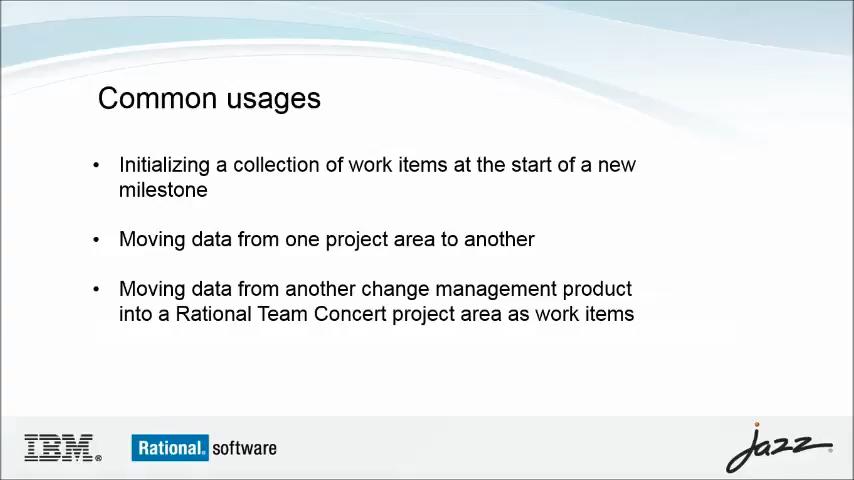 Common usages
• Initializing a collection of work items at the start of a new
milestone
• Moving data from one project area to another
• Moving data from another change management product
into a Rational Team Concert project area as work items
IBM® Rational. software jazz®